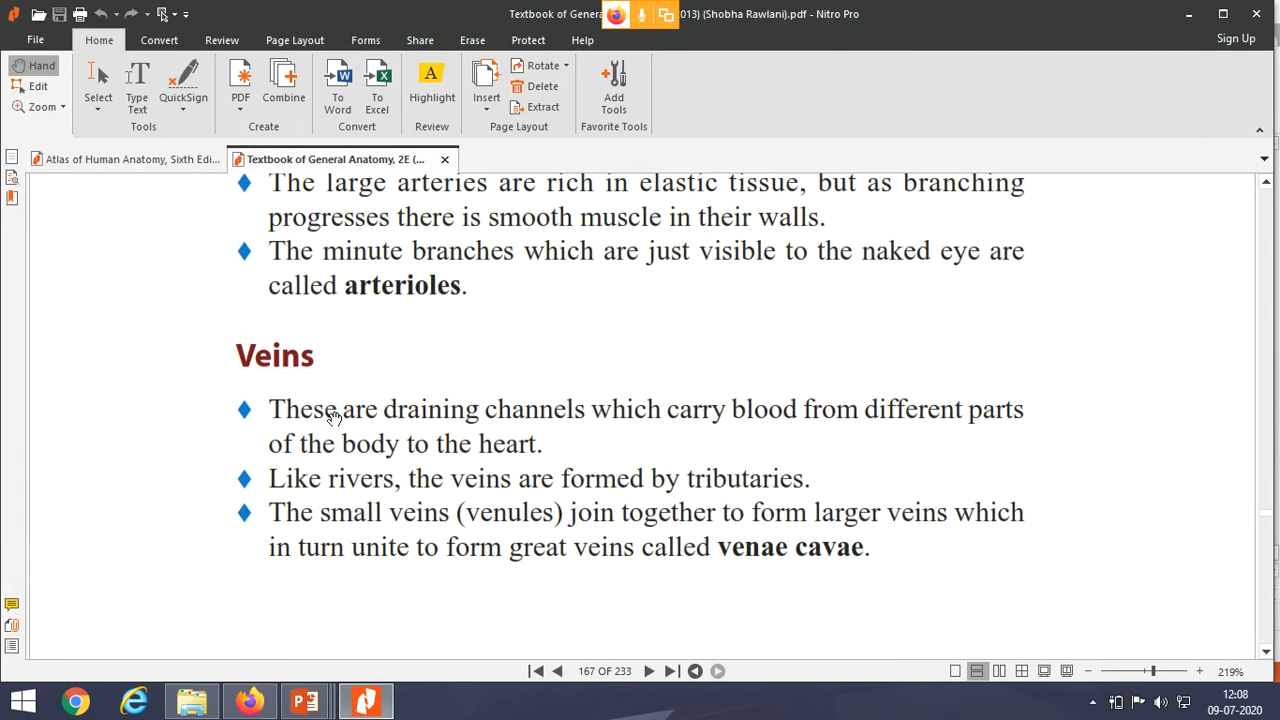 Textbook of General 2013) (Shobha Rawlani).pdf - Nitro Pro
File Home Convert Review Page Layout Forms Share Erase Protect Help Sign Up
Hand
Edit
Zoom
Select
Type Text
QuickSign
Tools
PDF
Combine
Create
To Word
To Excel
Convert
A
Highlight
Review
Insert
Rotate
Delete
Extract
Page Layout
Add Tools
Favorite Tools
Atlas of Human Anatomy, Sixth Edi...
Textbook of General Anatomy, 2E (...
The large arteries are rich in elastic tissue, but as branching
progresses there is smooth muscle in their walls.
The minute branches which are just visible to the naked eye are
called arterioles.
Veins
These are draining channels which carry blood from different parts
of the body to the heart.
Like rivers, the veins are formed by tributaries.
The small veins (venules) join together to form larger veins which
in turn unite to form great veins called venae cavae.
167 OF 233
219%
12:08
09-07-2020